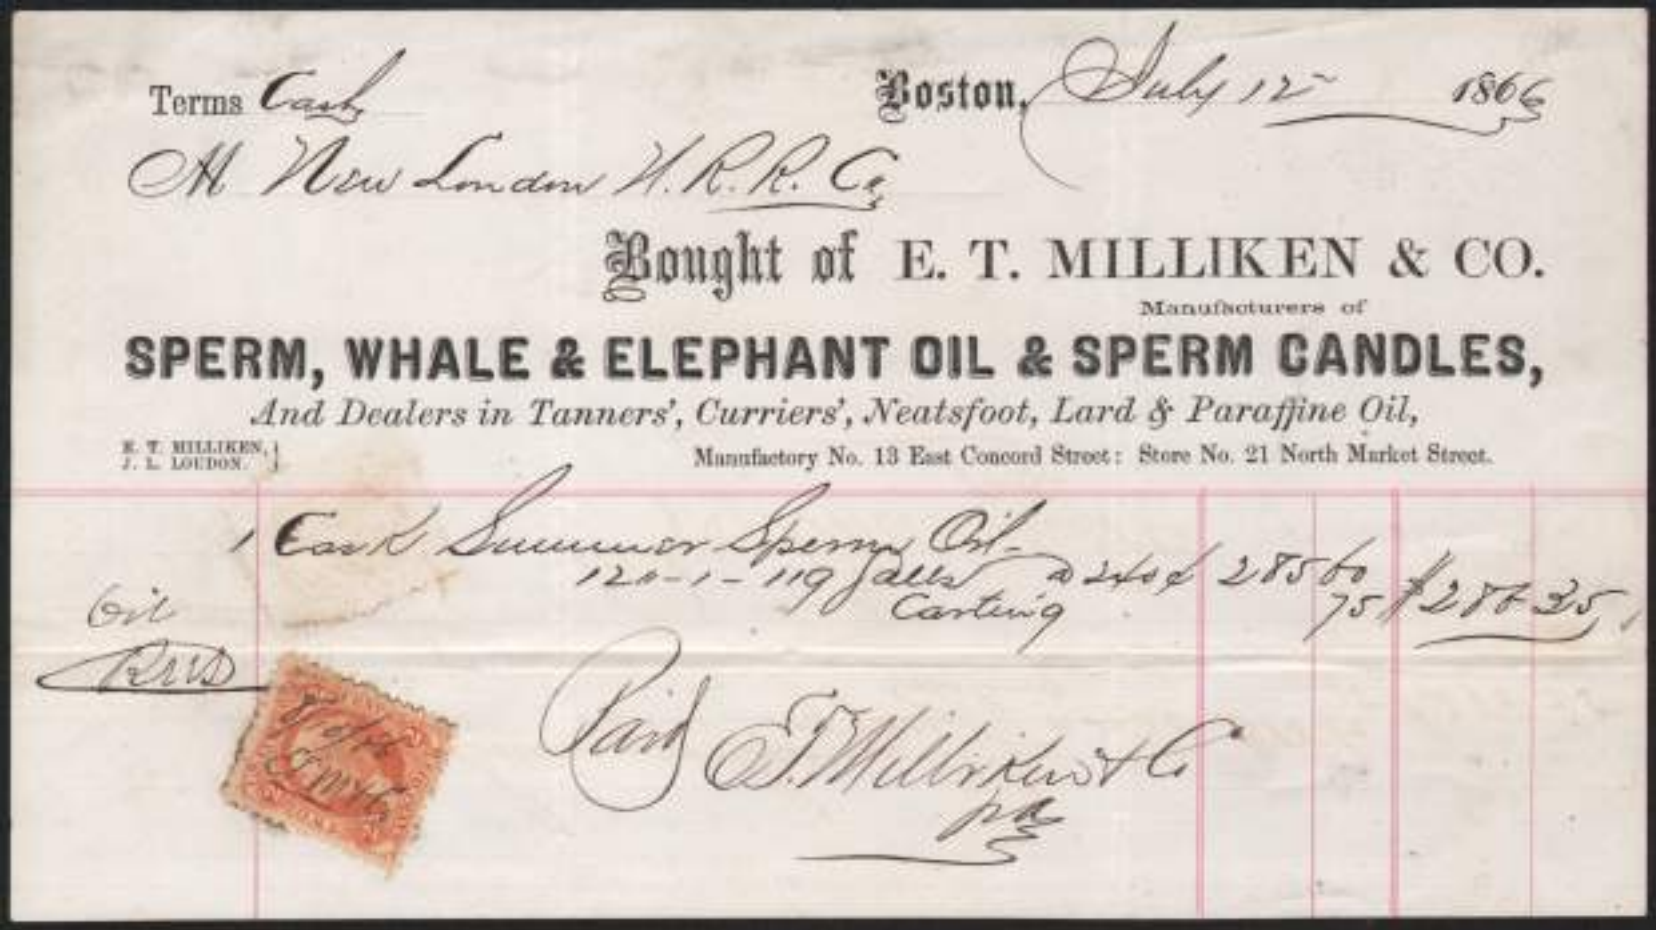 Terms Cash
Boston, July 12 1866
M New London N. R. R. Co.
Bought of E. T. MILLIKEN & CO.
Manufacturers of
SPERM, WHALE & ELEPHANT OIL & SPERM CANDLES,
And Dealers in Tanners', Curriers', Neatsfoot, Lard & Paraffine Oil,
E. T. MILLIKEN,
J. L. LOUDON.
Manufactory No. 13 East Concord Street: Store No. 21 North Market Street.
1 Cask Summer Sperm Oil
120-1-119 galls @ 240¢ 285 60
Carting 75 $286 35
Oil
Paid
E. T. Milliken & Co